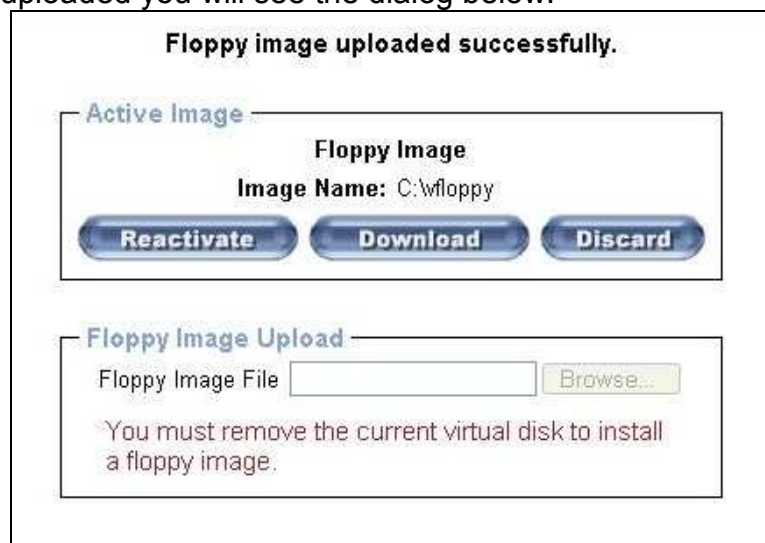 uploaded you will see the dialog below.
Floppy image uploaded successfully.
Active Image
Floppy Image
Image Name: C:\vfloppy
Reactivate Download Discard
Floppy Image Upload
Floppy Image File Browse...
You must remove the current virtual disk to install
a floppy image.